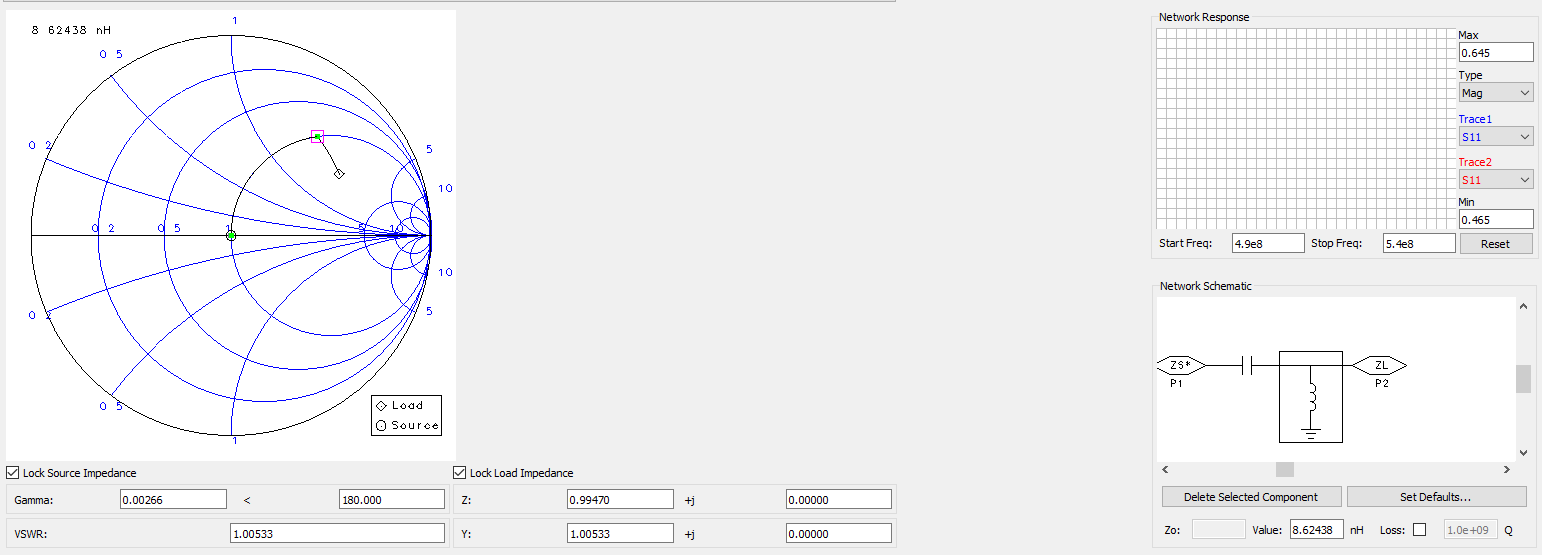 8 62438 nH
1
0 5
0 2
5
10
0 2
0 5
1
5
10
10
0 2
5
0 5
1
Load
Source
Lock Source Impedance
Lock Load Impedance
Gamma: 0.00266 < 180.000
Z: 0.99470 +j 0.00000
VSWR: 1.00533
Y: 1.00533 +j 0.00000
Network Response
Max
0.645
Type
Mag
Trace1
S11
Trace2
S11
Min
0.465
Start Freq: 4.9e8 Stop Freq: 5.4e8 Reset
Network Schematic
ZS*
P1
ZL
P2
Delete Selected Component
Set Defaults...
Zo: Value: 8.62438 nH Loss: 1.0e+09 Q